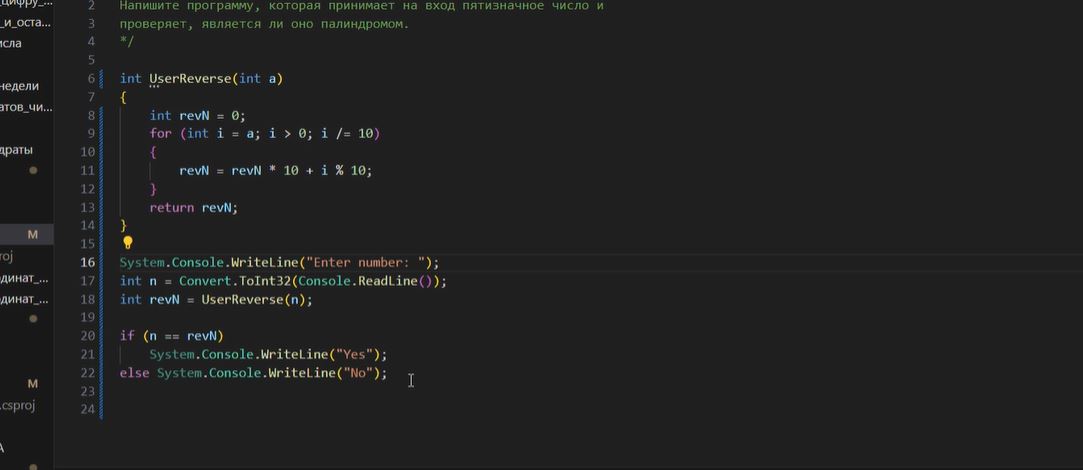 _цифру_...
_и_оста...
исла
недели
атов_чи...
драты
M
roj
рдинат_...
рдинат_...
M
.csproj
2 Напишите программу, которая принимает на вход пятизначное число и
3 проверяет, является ли оно палиндромом.
4 */
5
6 int UserReverse(int a)
7 {
8 int revN = 0;
9 for (int i = a; i > 0; i /= 10)
10 {
11 revN = revN * 10 + i % 10;
12 }
13 return revN;
14 }
15
16 System.Console.WriteLine("Enter number: ");
17 int n = Convert.ToInt32(Console.ReadLine());
18 int revN = UserReverse(n);
19
20 if (n == revN)
21 System.Console.WriteLine("Yes");
22 else System.Console.WriteLine("No");
23
24